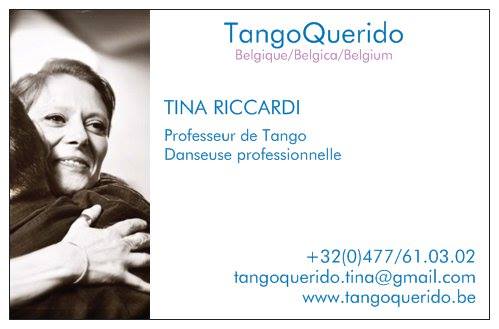 TangoQuerido
Belgique/Belgica/Belgium
TINA RICCARDI
Professeur de Tango
Danseuse professionnelle
+32(0)477/61.03.02
tangoquerido.tina@gmail.com
www.tangoquerido.be